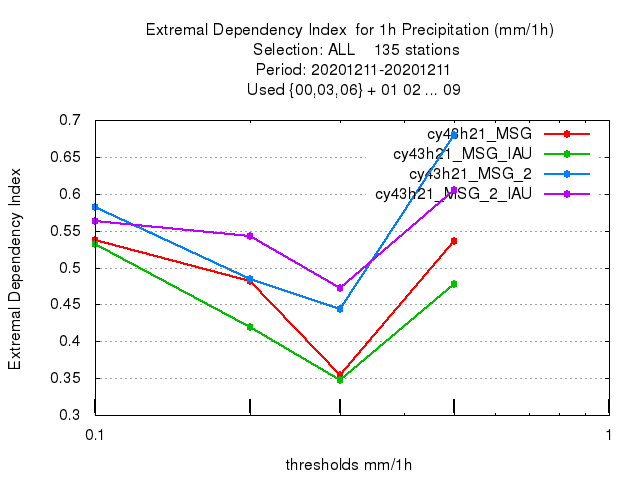 Extremal Dependency Index  for 1h Precipitation (mm/1h)
Selection: ALL    135 stations
Period: 20201211-20201211
Used {00,03,06} + 01 02 ... 09
Extremal Dependency Index
0.7
0.65
0.6
0.55
0.5
0.45
0.4
0.35
0.3
cy43h21_MSG
cy43h21_MSG_IAU
cy43h21_MSG_2
cy43h21_MSG_2_IAU
0.1
1
thresholds mm/1h